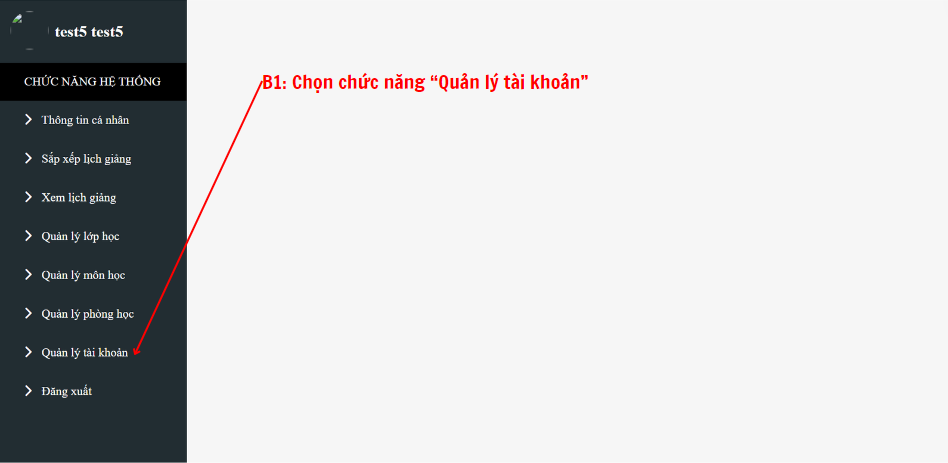 test5 test5
CHỨC NĂNG HỆ THỐNG
Thông tin cá nhân
Sắp xếp lịch giảng
Xem lịch giảng
Quản lý lớp học
Quản lý môn học
Quản lý phòng học
Quản lý tài khoản
Đăng xuất
B1: Chọn chức năng “Quản lý tài khoản”